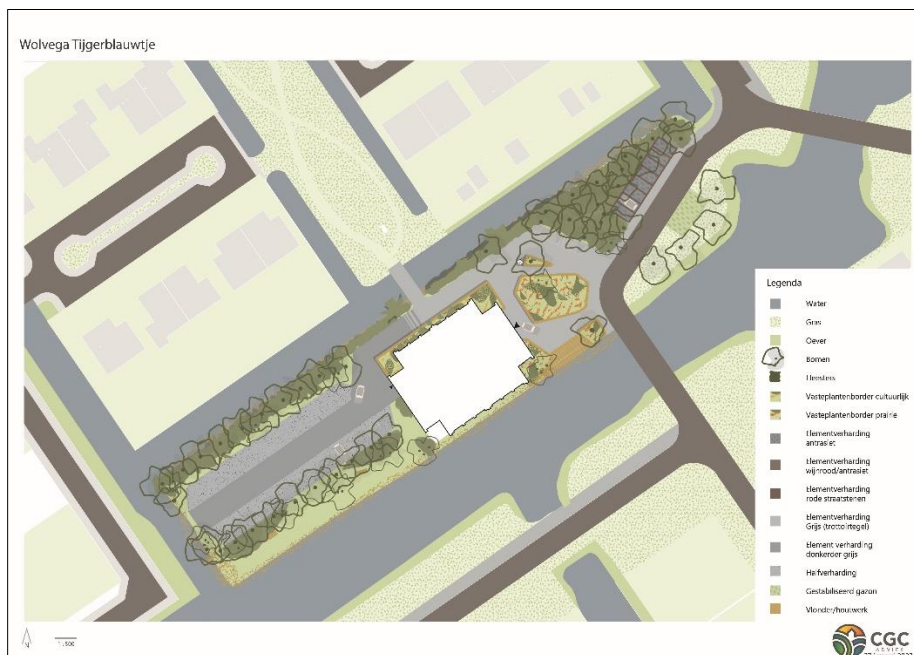 Wolvega Tijgerblauwtje
Legenda
Water
Gras
Oever
Bomen
Heesters
Vasteplantenborder cultuurlijk
Vasteplantenborder prairie
Elementverharding
antrasiet
Elementverharding
wijnrood/antrasiet
Elementverharding
rode straatstenen
Elementverharding
Grijs (trottoirtegel)
Element verharding
donkerder grijs
Halfverharding
Gestabiliseerd gazon
Vlonder/houtwerk
N
CGC
ADVIES